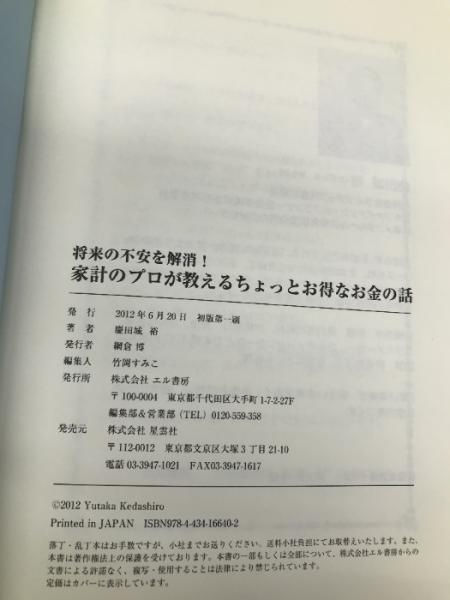 将来の不安を解消！
家計のプロが教えるちょっとお得なお金の話
発 行 2012年6月20日 初版第一刷
著 者 慶田城 裕
発行者 綱倉 博
編集人 竹岡すみこ
発行所 株式会社 エル書房
〒100-0004 東京都千代田区大手町1-7-2-27F
編集部&営業部（TEL）0120-559-358
発売元 株式会社 星雲社
〒112-0012 東京都文京区大塚3丁目21-10
電話03-3947-1021 FAX03-3947-1617
©2012 Yutaka Kedashiro
Printed in JAPAN ISBN978-4-434-16640-2
落丁・乱丁本はお手数ですが、小社までお送りください。送料小社負担にてお取替えいたします。また、
本書は著作権法上の保護を受けております。本書の一部もしくは全部について、株式会社エル書房からの
文書による許諾なく、複写・使用することは法律により禁じられています。
定価はカバーに表示しています。